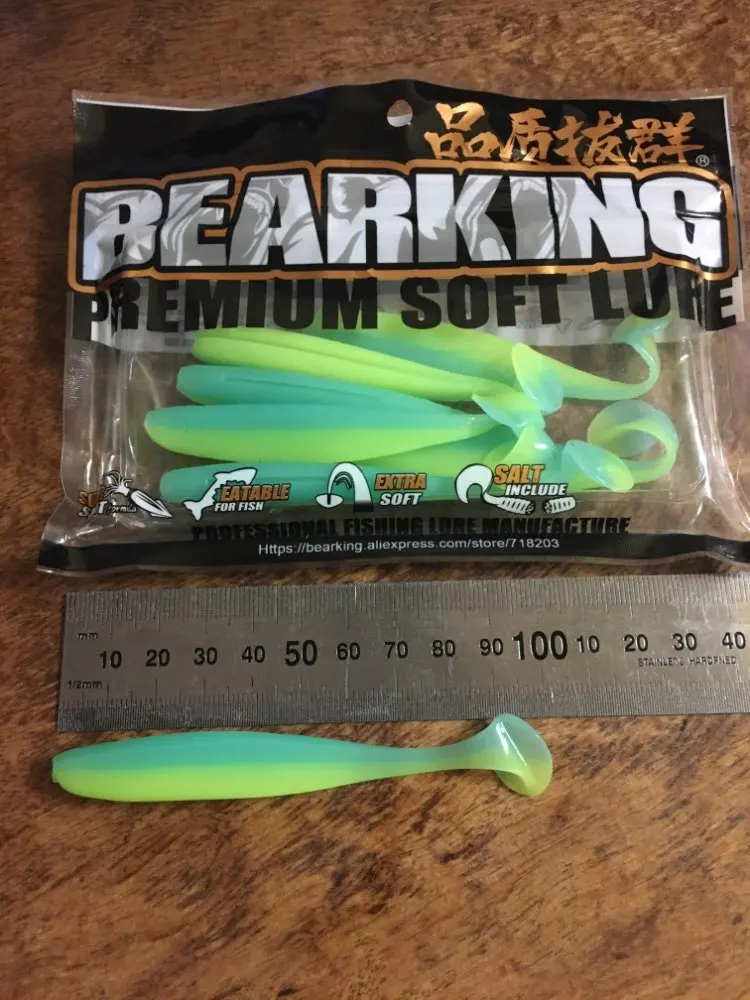 品质拔群®
BEARKING
PREMIUM SOFT LURE
EATABLE
FOR FISH
EXTRA
SOFT
SALT
INCLUDE
PROFESSIONAL FISHING LURE MANUFACTURE
Https://bearking.aliexpress.com/store/718203
mm
10 20 30 40 50 60 70 80 90 100 10 20 30 40
1/2mm
HARDENED